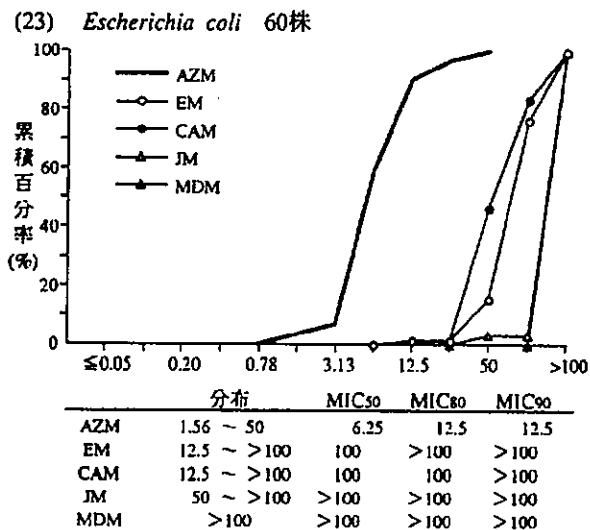 (23) Escherichia coli 60株
100
80
60
40
20
0
累積百分率(%)
AZM
EM
CAM
JM
MDM
≦0.05 0.20 0.78 3.13 12.5 50 >100
分布 MIC50 MIC80 MIC90
AZM 1.56 ~ 50 6.25 12.5 12.5
EM 12.5 ~ >100 100 >100 >100
CAM 12.5 ~ >100 100 100 >100
JM 50 ~ >100 >100 >100 >100
MDM >100 >100 >100 >100